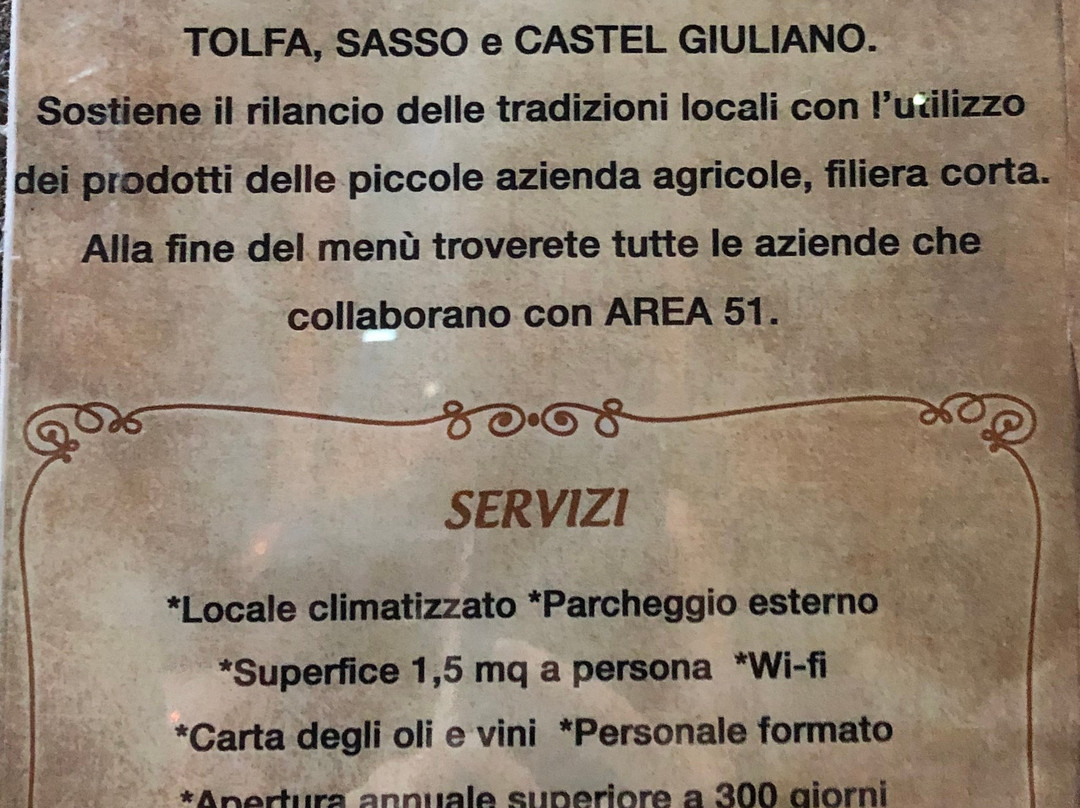 TOLFA, SASSO e CASTEL GIULIANO.
Sostiene il rilancio delle tradizioni locali con l'utilizzo
dei prodotti delle piccole azienda agricole, filiera corta.
Alla fine del menù troverete tutte le aziende che
collaborano con AREA 51.
SERVIZI
*Locale climatizzato *Parcheggio esterno
*Superfice 1,5 mq a persona *Wi-fi
*Carta degli oli e vini *Personale formato
*Apertura annuale superiore a 300 giorni